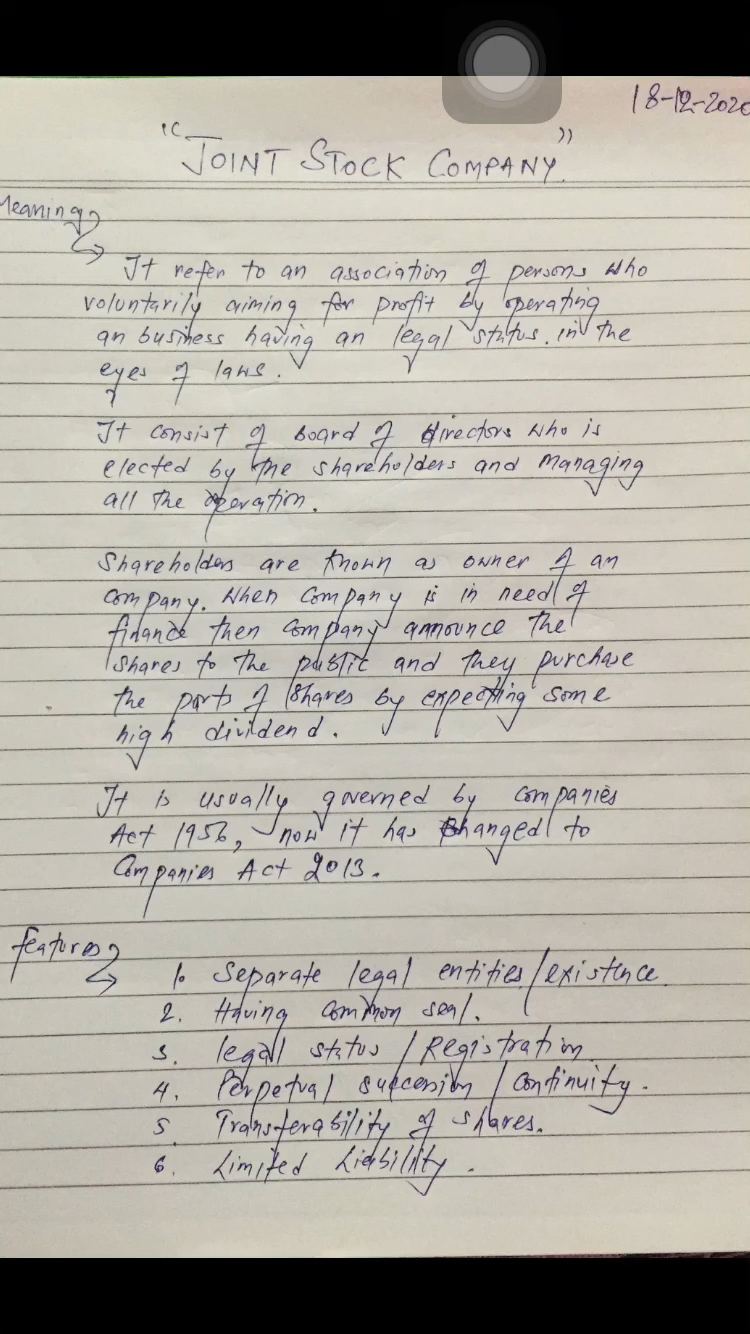 18-12-2020
"JOINT STOCK COMPANY"
Meaning
It refer to an association of persons who
voluntarily aiming for profit by operating
an business having an legal status. in the
eyes of laws.
It consist of board of directors who is
elected by the shareholders and managing
all the operation.
Shareholders are known as owner of an
company. When company is in need of
finance then company announce the
shares to the public and they purchase
the parts of shares by expecting some
high dividend.
It is usually governed by companies
Act 1956, now it has changed to
Companies Act 2013.
features
1. Separate legal entities/existence.
2. Having common seal.
3. legal status / Registration
4. Perpetual succession / Continuity.
5. Transferability of shares.
6. Limited Liability.